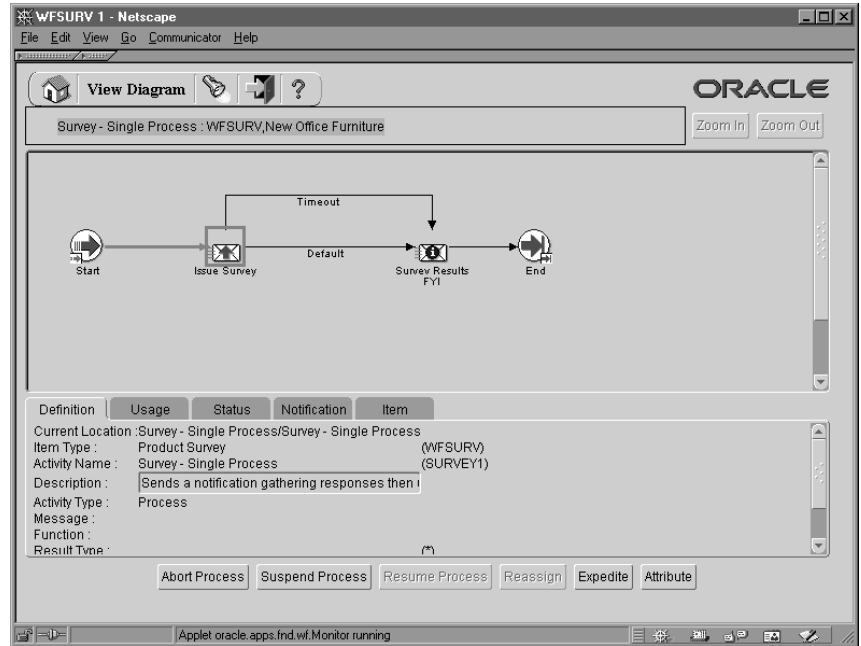 WFSURV 1 - Netscape
File Edit View Go Communicator Help
View Diagram ?
ORACLE
Survey - Single Process : WFSURV,New Office Furniture
Zoom In Zoom Out
Timeout
Default
Start
Issue Survey
Survey Results
FYI
End
Definition Usage Status Notification Item
Current Location :Survey - Single Process/Survey - Single Process
Item Type : Product Survey (WFSURV)
Activity Name : Survey - Single Process (SURVEY1)
Description : Sends a notification gathering responses then
Activity Type : Process
Message :
Function :
Result Type : (*)
Abort Process Suspend Process Resume Process Reassign Expedite Attribute
Applet oracle.apps.fnd.wf.Monitor running